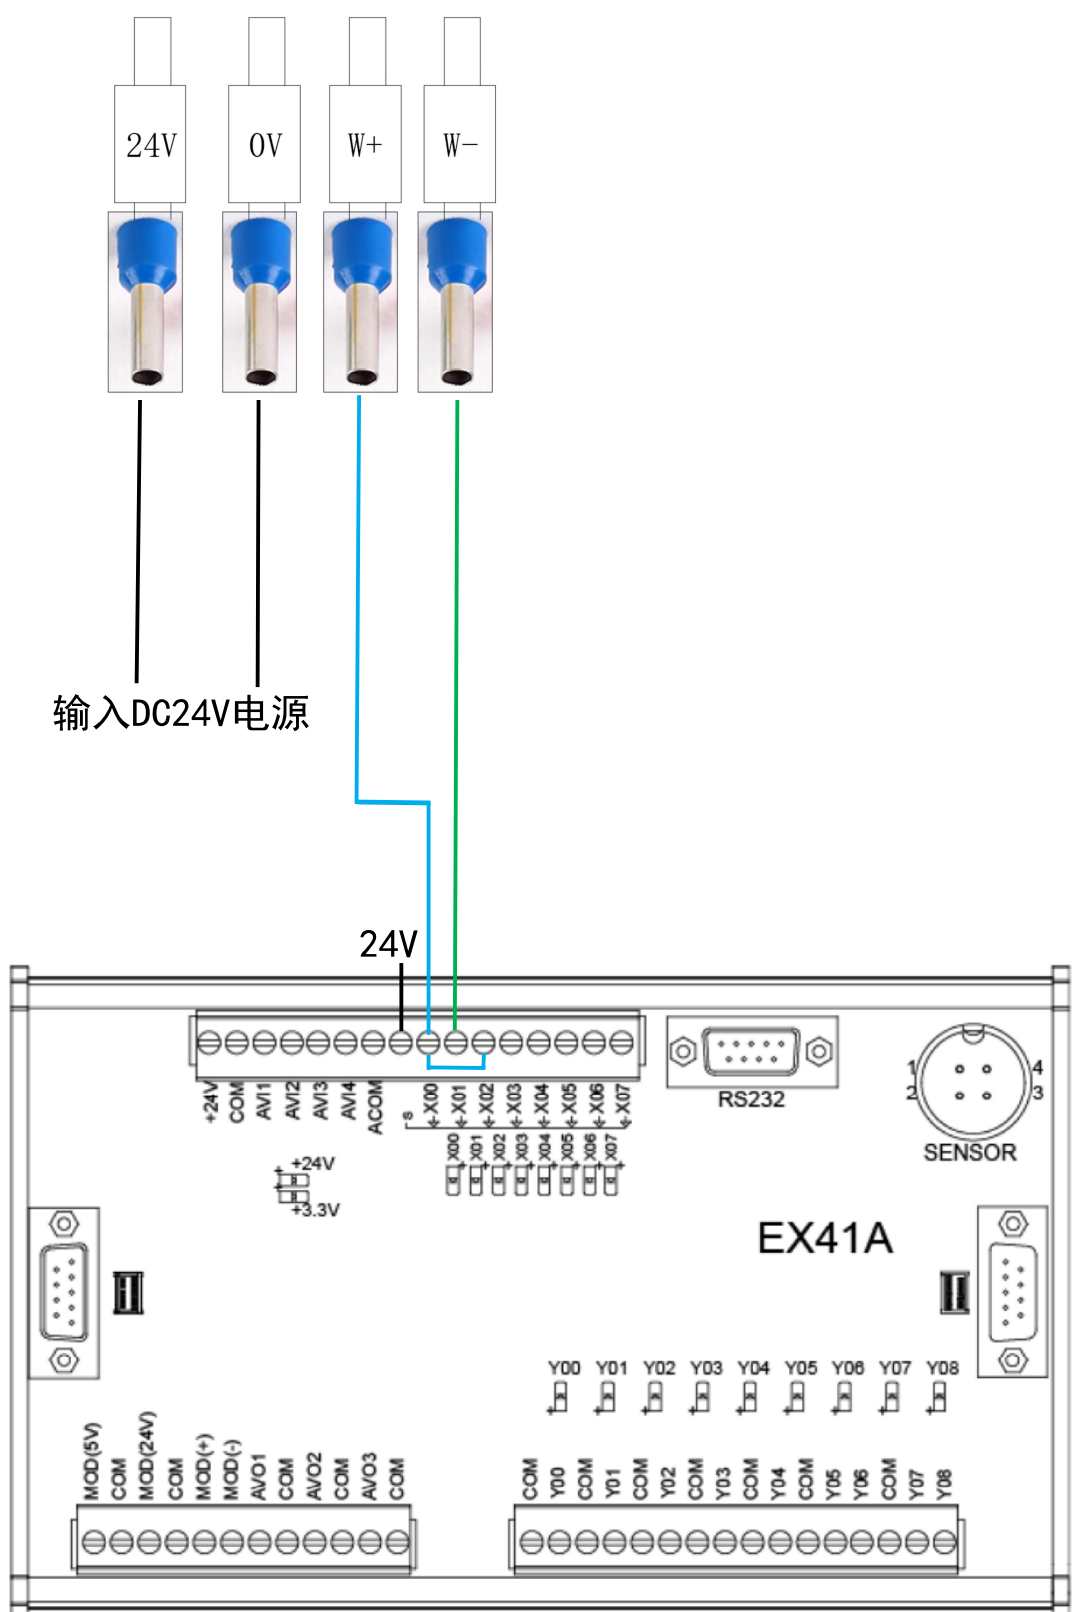 24V 0V W+ W-
输入DC24V电源
24V
+24V COM AVI1 AVI2 AVI3 AVI4 ACOM -S X00 X01 X02 X03 X04 X05 X06 X07
RS232
1 4
2 3
SENSOR
X00 X01 X02 X03 X04 X05 X06 X07
+24V
+3.3V
EX41A
Y00 Y01 Y02 Y03 Y04 Y05 Y06 Y07 Y08
MOD(5V) COM MOD(24V) COM MOD(+) MOD(-) AVO1 COM AVO2 COM AVO3 COM
COM Y00 COM Y01 COM Y02 COM Y03 COM Y04 COM Y05 Y06 COM Y07 Y08